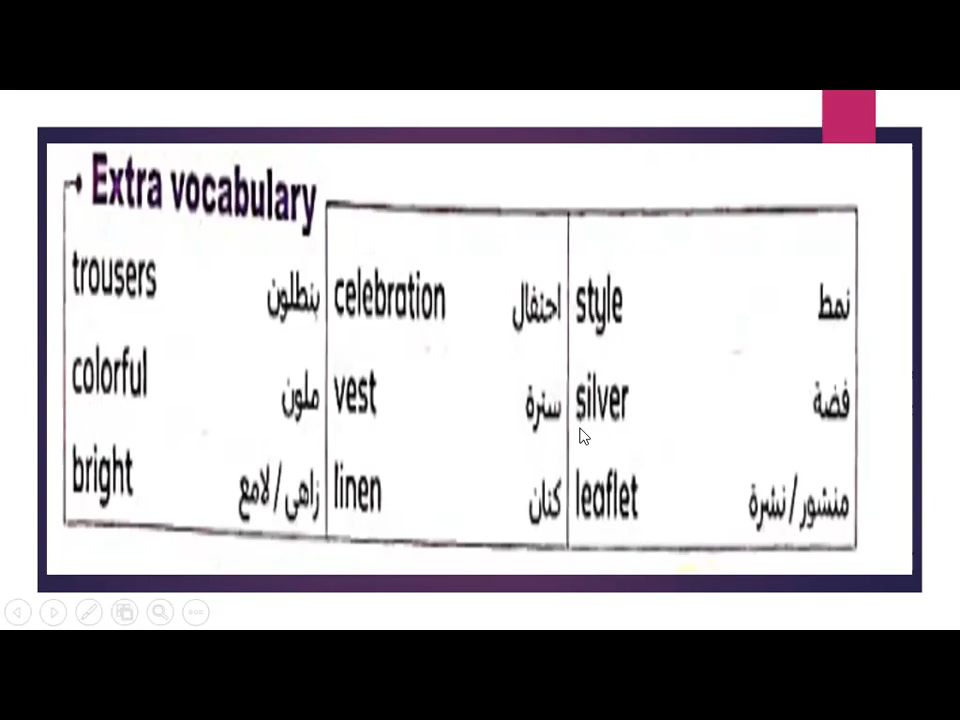 Extra vocabulary
trousers بنطلون
colorful ملون
bright زاهى/لامع
celebration احتفال
vest سترة
linen كتان
style نمط
silver فضة
leaflet منشور/نشرة